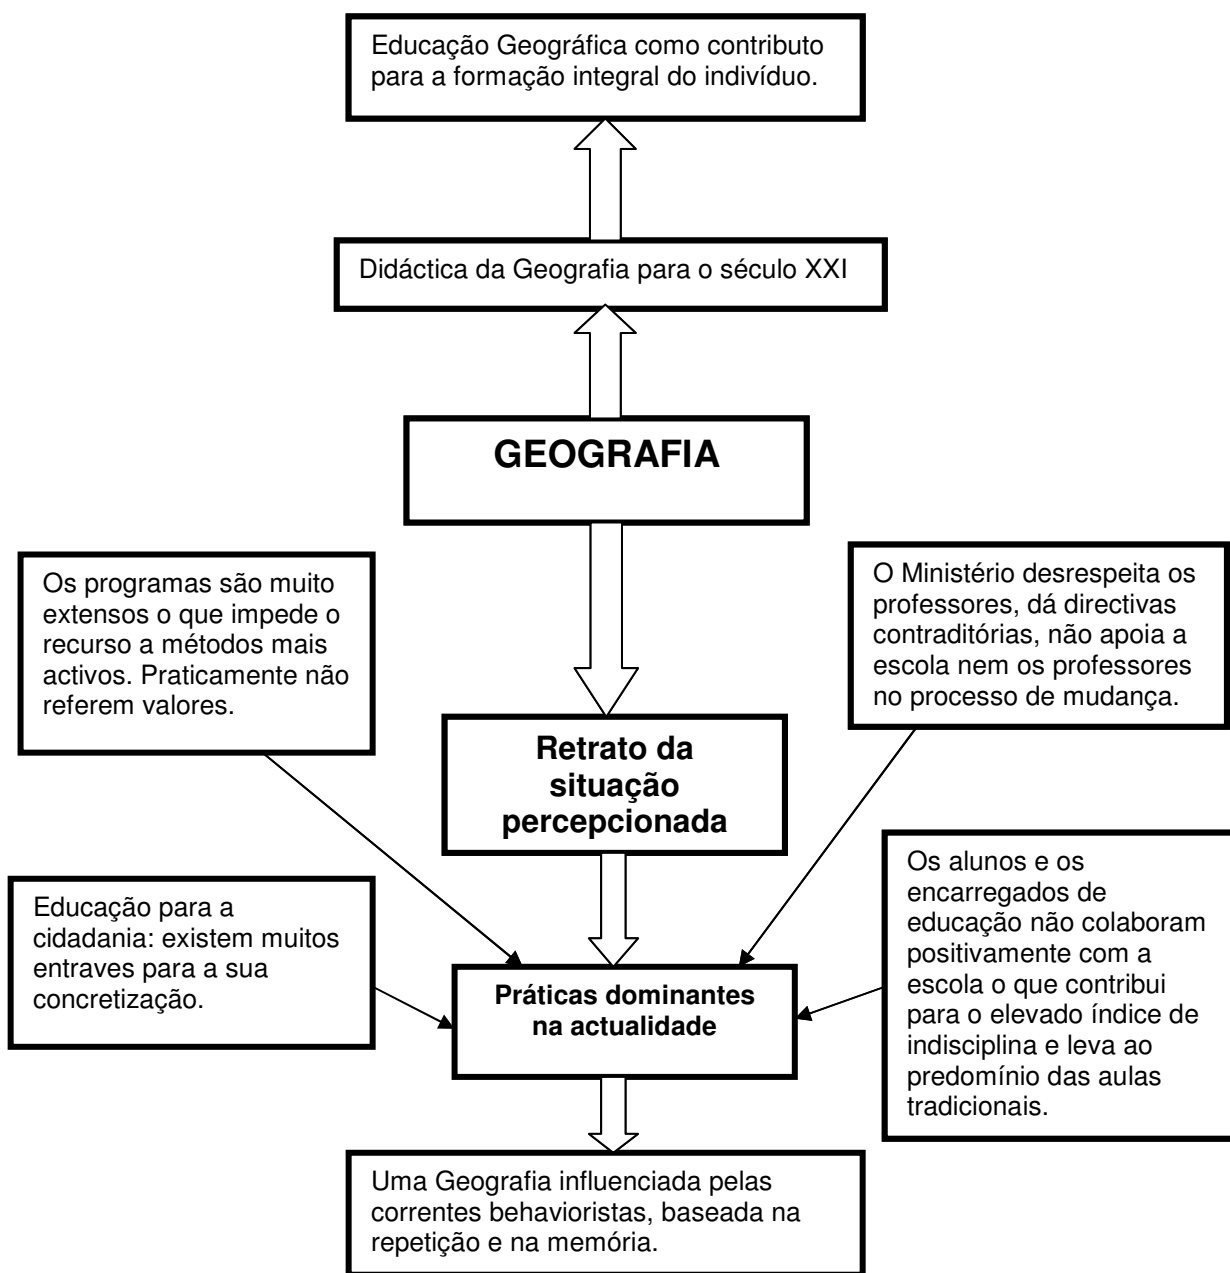 Educação Geográfica como contributo
para a formação integral do indivíduo.
Didáctica da Geografia para o século XXI
GEOGRAFIA
Os programas são muito
extensos o que impede o
recurso a métodos mais
activos. Praticamente não
referem valores.
O Ministério desrespeita os
professores, dá directivas
contraditórias, não apoia a
escola nem os professores
no processo de mudança.
Retrato da
situação
percepcionada
Educação para a
cidadania: existem muitos
entraves para a sua
concretização.
Os alunos e os
encarregados de
educação não colaboram
positivamente com a
escola o que contribui
para o elevado índice de
indisciplina e leva ao
predomínio das aulas
tradicionais.
Práticas dominantes
na actualidade
Uma Geografia influenciada pelas
correntes behavioristas, baseada na
repetição e na memória.